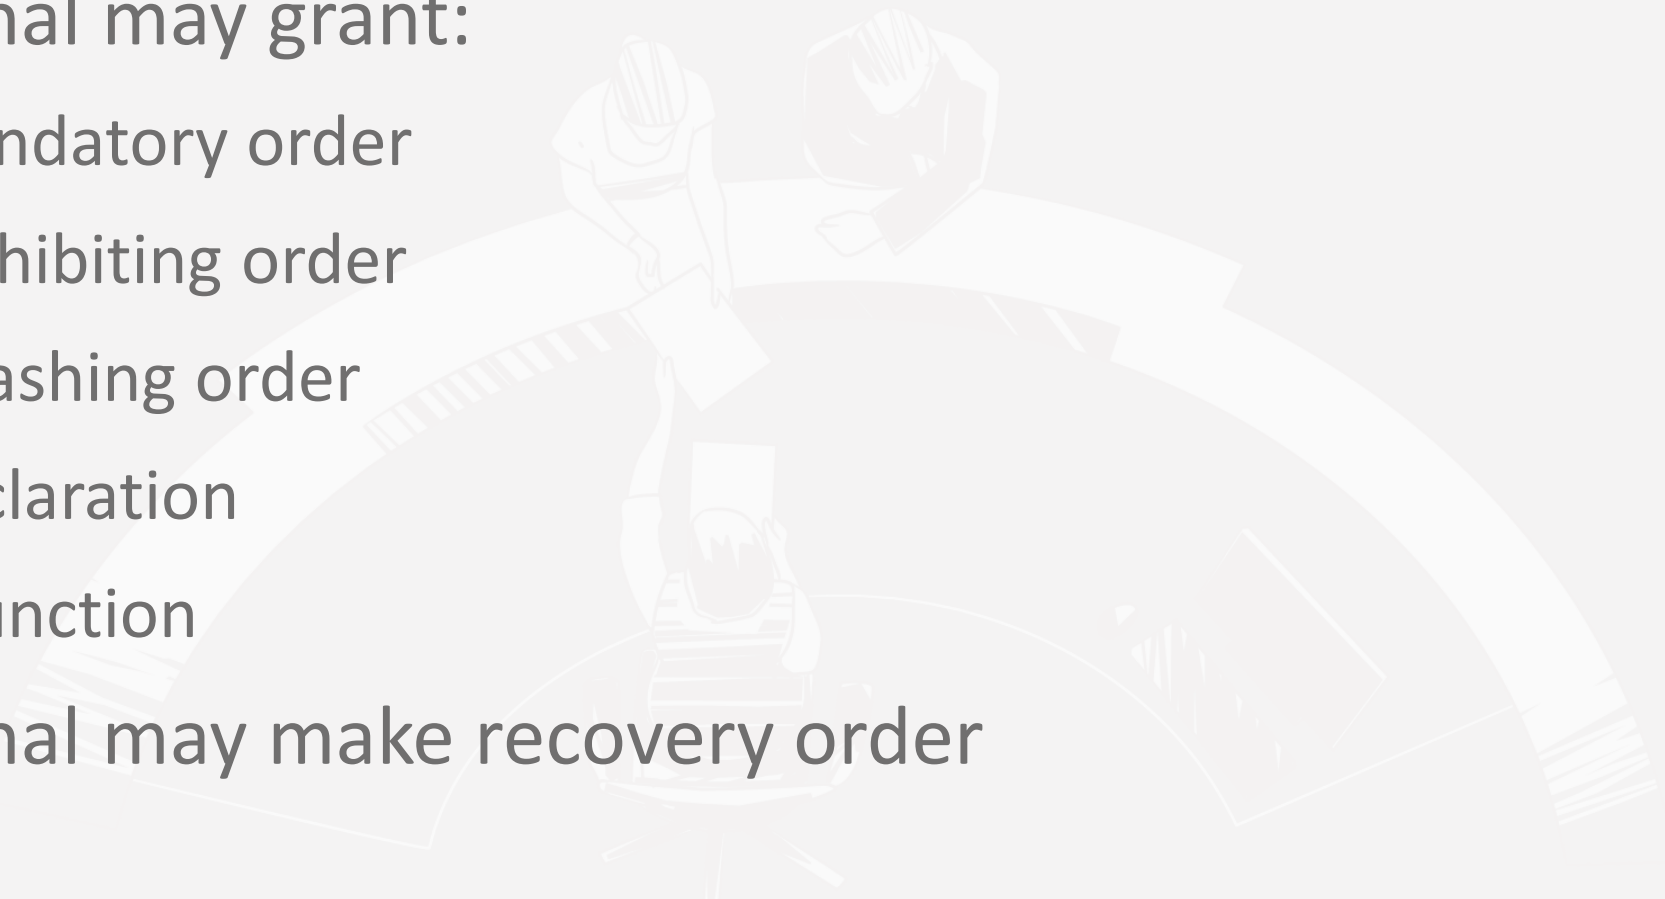 nal may grant:
ndatory order
hibiting order
ashing order
claration
unction
nal may make recovery order